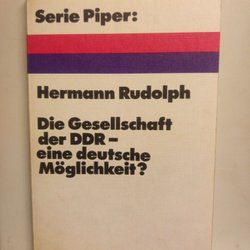 Serie Piper:
Hermann Rudolph
Die Gesellschaft
der DDR –
eine deutsche
Möglichkeit?